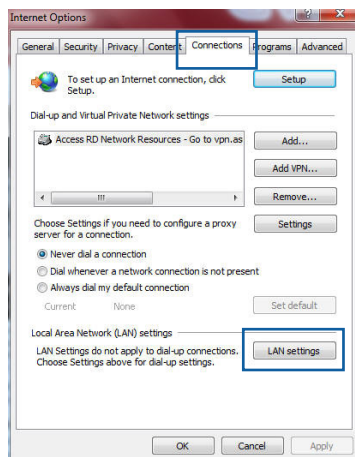 Internet Options
General Security Privacy Content Connections Programs Advanced
To set up an Internet connection, click
Setup.
Setup
Dial-up and Virtual Private Network settings
Access RD Network Resources - Go to vpn.as
Add...
Add VPN...
Remove...
Choose Settings if you need to configure a proxy
server for a connection.
Settings
Never dial a connection
Dial whenever a network connection is not present
Always dial my default connection
Current None
Set default
Local Area Network (LAN) settings
LAN Settings do not apply to dial-up connections.
Choose Settings above for dial-up settings.
LAN settings
OK Cancel Apply